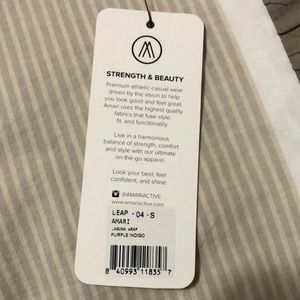 STRENGTH & BEAUTY
Premium athletic-casual wear
driven by the vision to help
you look good and feel great.
Amari uses the highest quality
fabrics that fuse style,
fit, and functionality.
Live in a harmonious
balance of strength, comfort
and style with our ultimate
on-the-go apparel.
Look your best, feel
confident, and shine.
@AMARIACTIVE
www.amariactive.com
LEAP - 04 - S
AMARI
LAGUNA WRAP
PURPLE INDIGO
8 40993 11835 7